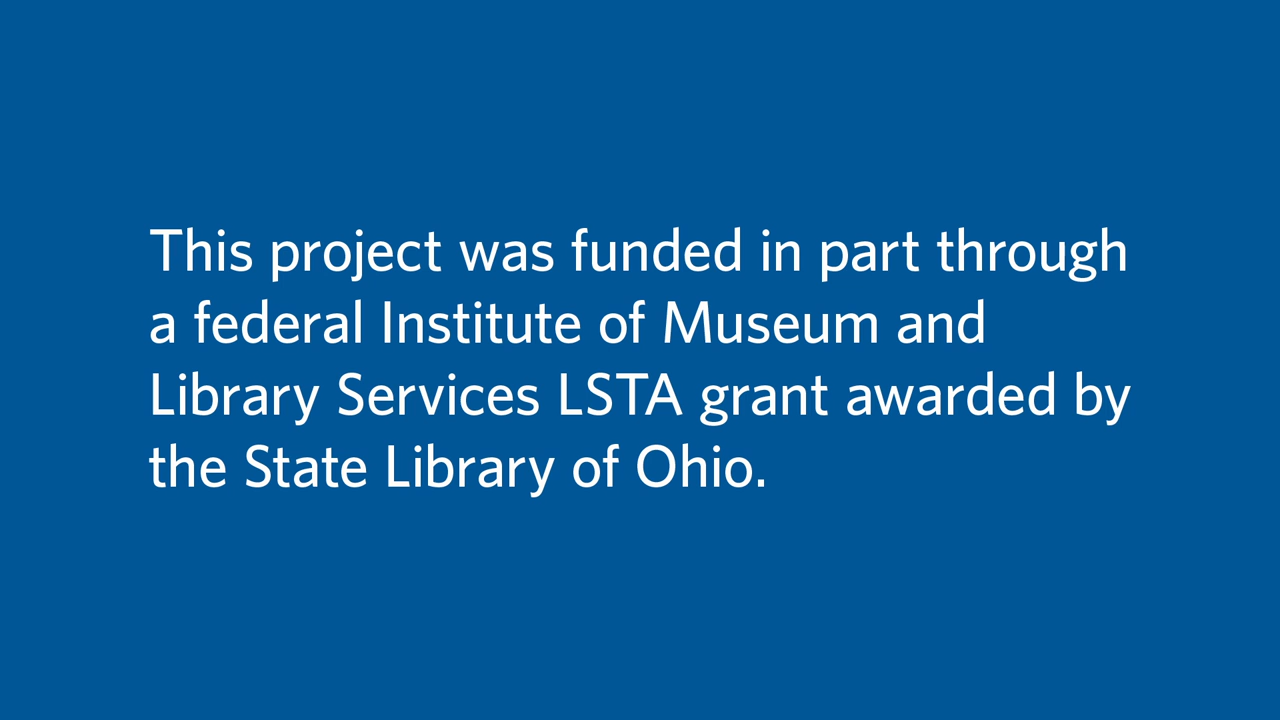 This project was funded in part through
a federal Institute of Museum and
Library Services LSTA grant awarded by
the State Library of Ohio.